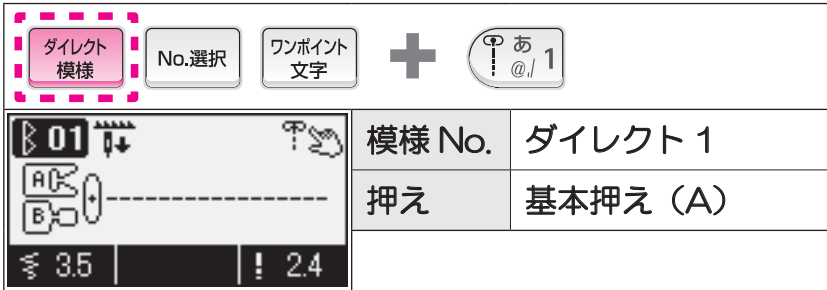 ダイレクト
模様
No.選択
ワンポイント
文字
あ
@./ 1
01
A
B
3.5
2.4
模様 No. ダイレクト 1
押え 基本押え（A）